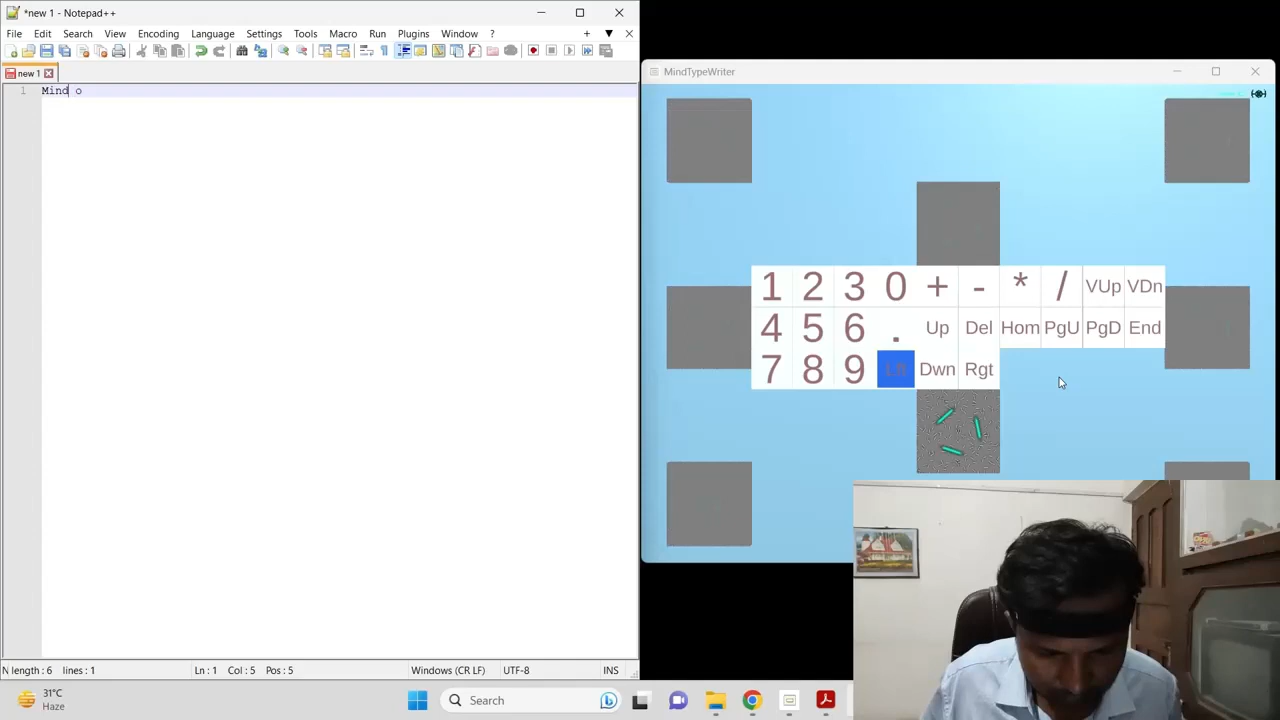 *new 1 - Notepad++
File Edit Search View Encoding Language Settings Tools Macro Run Plugins Window ?
new 1
1 Mind o
N length : 6 lines : 1 Ln : 1 Col : 5 Pos : 5 Windows (CR LF) UTF-8 INS
MindTypeWriter
1 2 3 0 + - * / VUp VDn
4 5 6 . Up Del Hom PgU PgD End
7 8 9 Dwn Rgt
31°C
Haze
Search